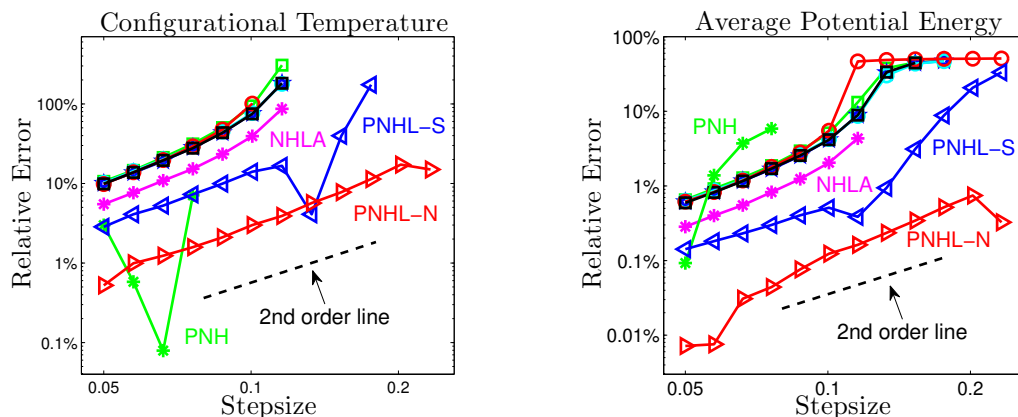 Configurational Temperature
Relative Error
100%
10%
1%
0.1%
PNHL-S
NHLA
PNHL-N
PNH
2nd order line
0.05
0.1
0.2
Stepsize
Average Potential Energy
Relative Error
100%
10%
1%
0.1%
0.01%
PNH
PNHL-S
NHLA
PNHL-N
2nd order line
0.05
0.1
0.2
Stepsize